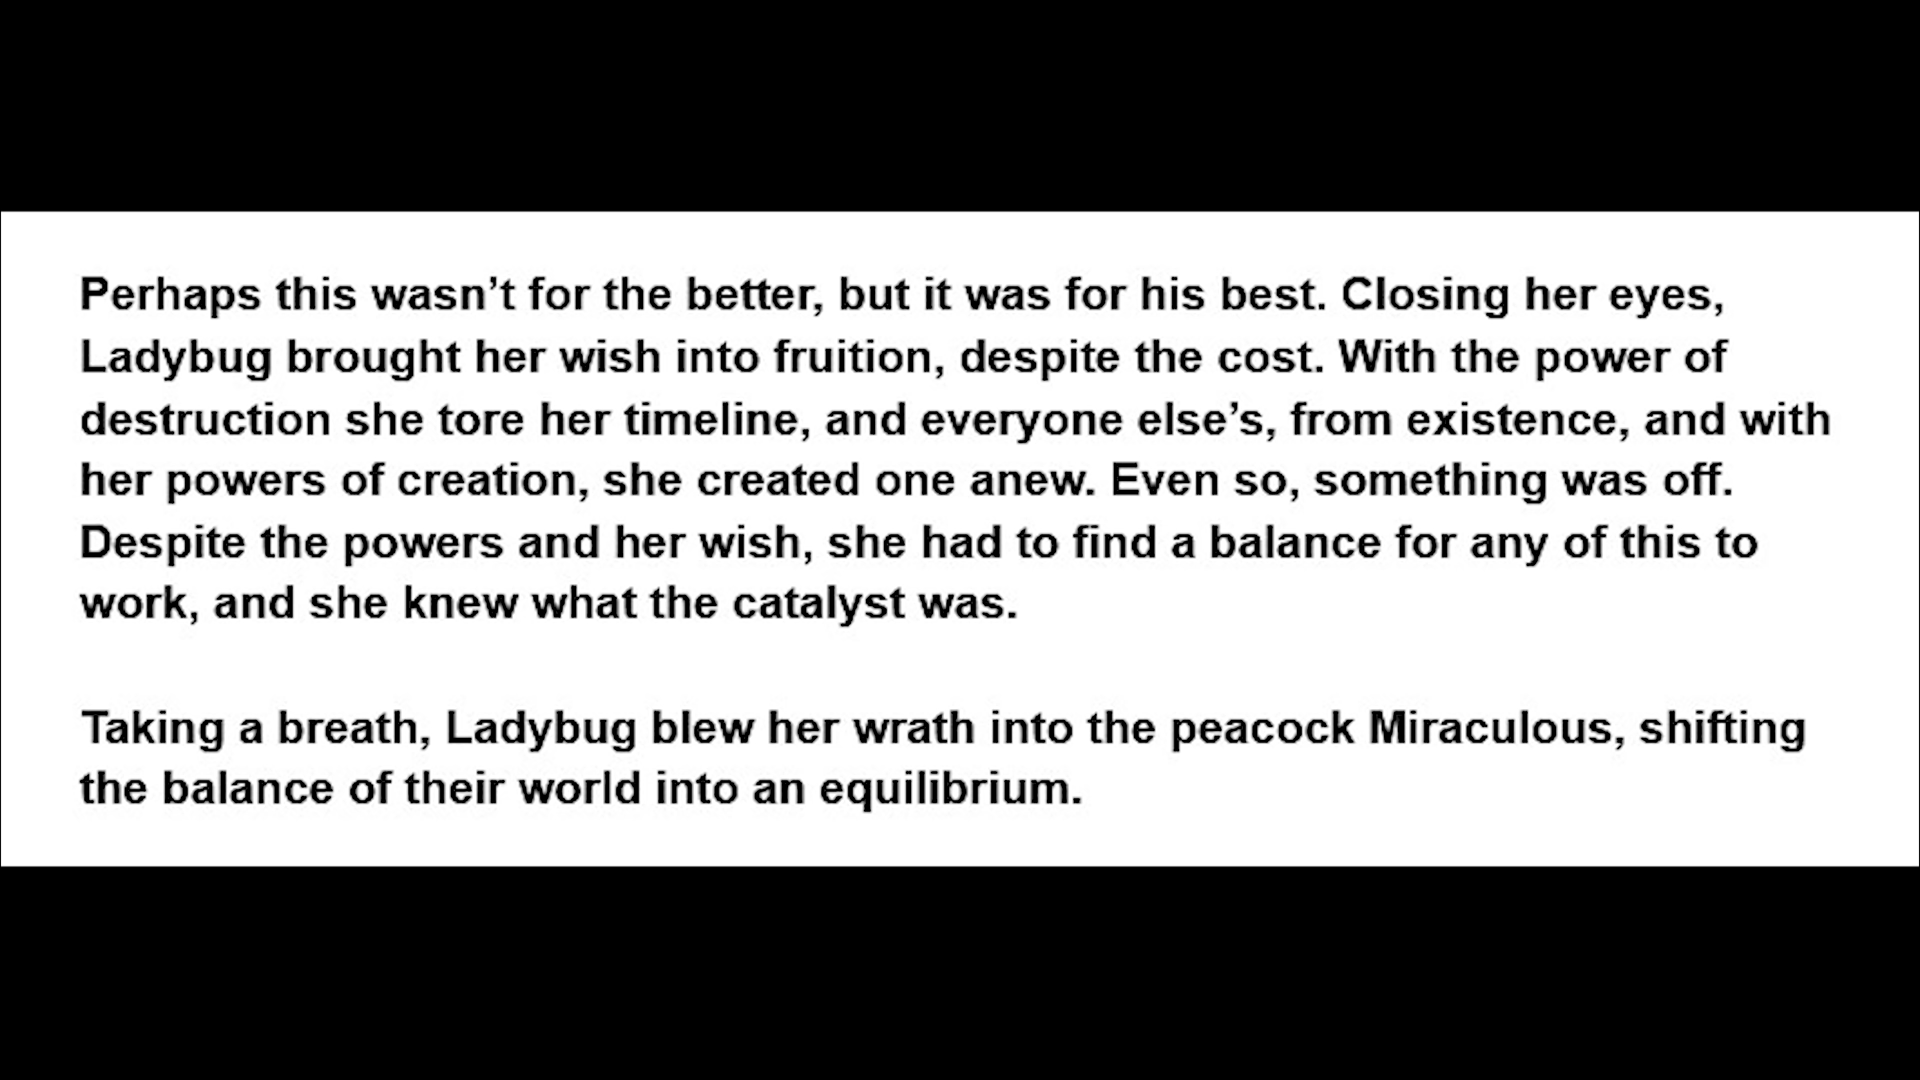 Perhaps this wasn’t for the better, but it was for his best. Closing her eyes,
Ladybug brought her wish into fruition, despite the cost. With the power of
destruction she tore her timeline, and everyone else’s, from existence, and with
her powers of creation, she created one anew. Even so, something was off.
Despite the powers and her wish, she had to find a balance for any of this to
work, and she knew what the catalyst was.
Taking a breath, Ladybug blew her wrath into the peacock Miraculous, shifting
the balance of their world into an equilibrium.